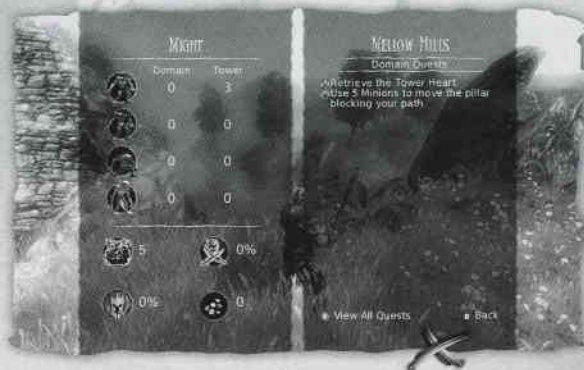 Might
Domain Tower
0 3
0 0
0 0
0 0
5 0%
0% 0
Mellow Hills
Domain Quests
Retrieve the Tower Heart
Use 5 Minions to move the pillar
blocking your path
View All Quests Back